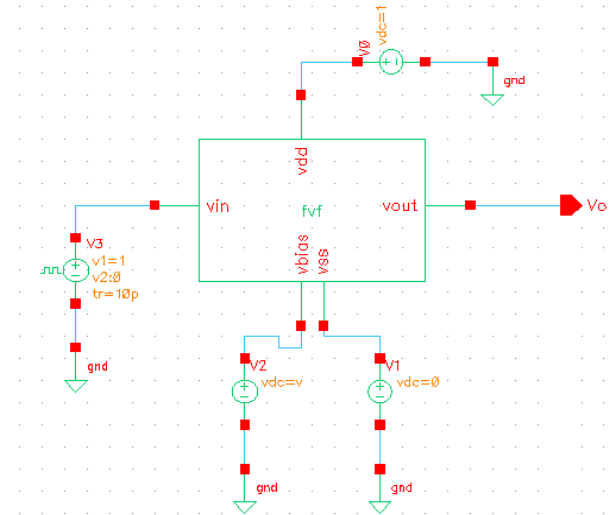 vdc=1
V0
gnd
vdd
vin
fvf
vout
Vo
vbias
vss
V3
v1=1
v2:0
tr=10p
gnd
V2
vdc=v
V1
vdc=0
gnd
gnd